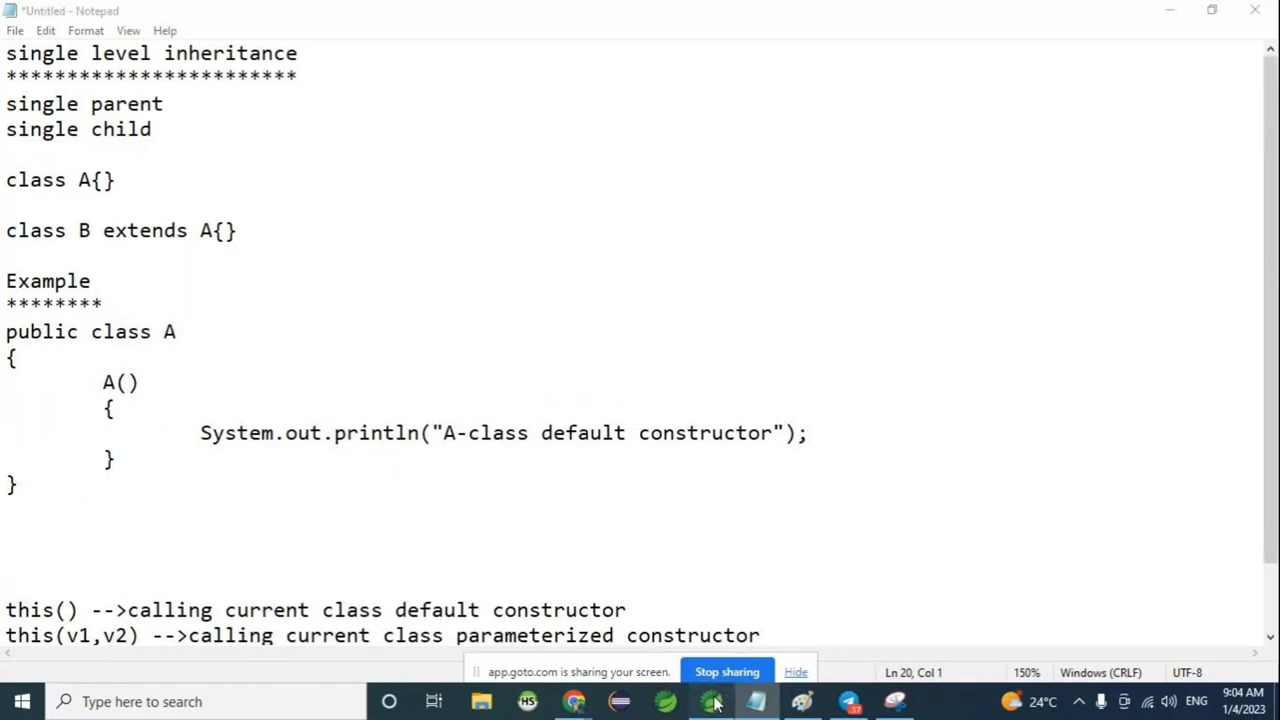 *Untitled - Notepad
File Edit Format View Help
single level inheritance
************************
single parent
single child
class A{}
class B extends A{}
Example
********
public class A
{
A()
{
System.out.println("A-class default constructor");
}
}
this() -->calling current class default constructor
this(v1,v2) -->calling current class parameterized constructor
app.goto.com is sharing your screen. Stop sharing Hide
Ln 20, Col 1 150% Windows (CRLF) UTF-8
Type here to search HS 24°C ENG 9:04 AM
1/4/2023